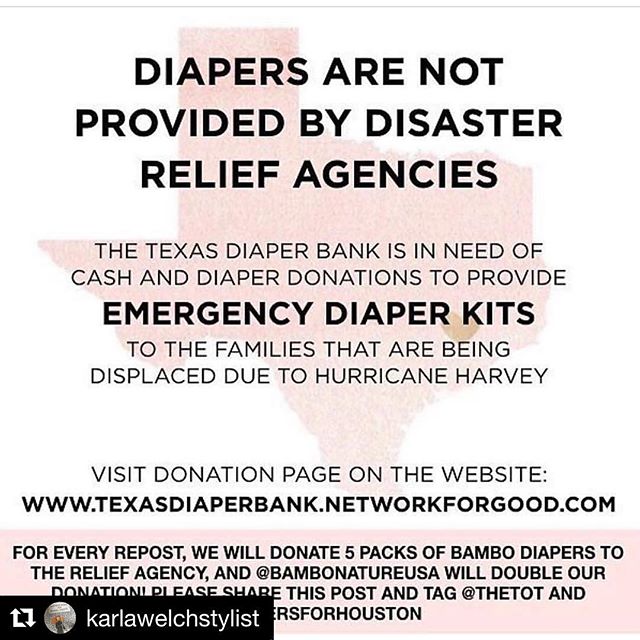 DIAPERS ARE NOT
PROVIDED BY DISASTER
RELIEF AGENCIES
THE TEXAS DIAPER BANK IS IN NEED OF
CASH AND DIAPER DONATIONS TO PROVIDE
EMERGENCY DIAPER KITS
TO THE FAMILIES THAT ARE BEING
DISPLACED DUE TO HURRICANE HARVEY
VISIT DONATION PAGE ON THE WEBSITE:
WWW.TEXASDIAPERBANK.NETWORKFORGOOD.COM
FOR EVERY REPOST, WE WILL DONATE 5 PACKS OF BAMBO DIAPERS TO
THE RELIEF AGENCY, AND @BAMBONATUREUSA WILL DOUBLE OUR
DONATION! PLEASE SHARE THIS POST AND TAG @THETOT AND
ERSFORHOUSTON
karlawelchstylist